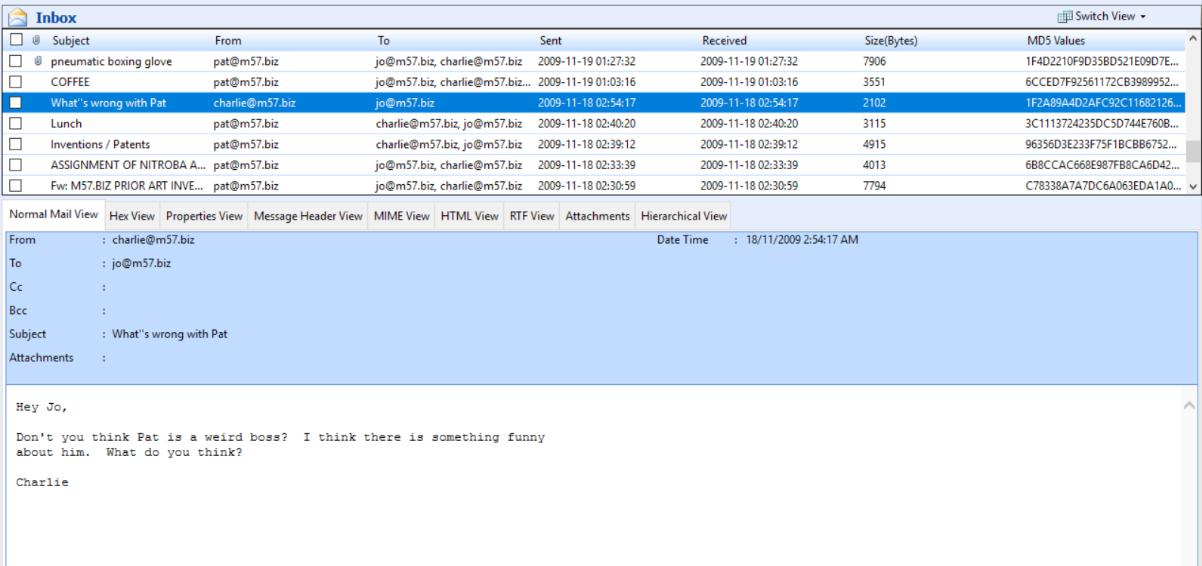 Inbox Switch View
Subject From To Sent Received Size(Bytes) MD5 Values
pneumatic boxing glove pat@m57.biz jo@m57.biz, charlie@m57.biz 2009-11-19 01:27:32 2009-11-19 01:27:32 7906 1F4D2210F9D35BD521E09D7E...
COFFEE pat@m57.biz jo@m57.biz, charlie@m57.biz... 2009-11-19 01:03:16 2009-11-19 01:03:16 3551 6CCED7F92561172CB3989952...
What''s wrong with Pat charlie@m57.biz jo@m57.biz 2009-11-18 02:54:17 2009-11-18 02:54:17 2102 1F2A89A4D2AFC92C11682126...
Lunch pat@m57.biz charlie@m57.biz, jo@m57.biz 2009-11-18 02:40:20 2009-11-18 02:40:20 3115 3C1113724235DC5D744E760B...
Inventions / Patents pat@m57.biz charlie@m57.biz, jo@m57.biz 2009-11-18 02:39:12 2009-11-18 02:39:12 4915 96356D3E233F75F1BCBB6752...
ASSIGNMENT OF NITROBA A... pat@m57.biz jo@m57.biz, charlie@m57.biz 2009-11-18 02:33:39 2009-11-18 02:33:39 4013 6B8CCAC668E987FB8CA6D42...
Fw: M57.BIZ PRIOR ART INVE... pat@m57.biz jo@m57.biz, charlie@m57.biz 2009-11-18 02:30:59 2009-11-18 02:30:59 7794 C78338A7A7DC6A063EDA1A0...
Normal Mail View Hex View Properties View Message Header View MIME View HTML View RTF View Attachments Hierarchical View
From : charlie@m57.biz Date Time : 18/11/2009 2:54:17 AM
To : jo@m57.biz
Cc :
Bcc :
Subject : What''s wrong with Pat
Attachments :
Hey Jo,
Don't you think Pat is a weird boss? I think there is something funny
about him. What do you think?
Charlie